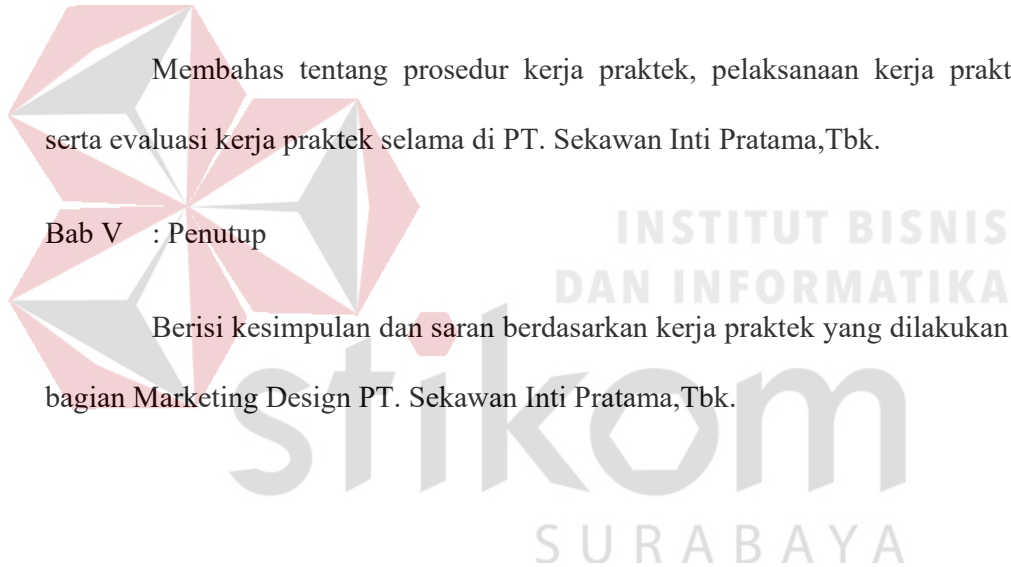 Membahas tentang prosedur kerja praktek, pelaksanaan kerja prakt
serta evaluasi kerja praktek selama di PT. Sekawan Inti Pratama,Tbk.
Bab V : Penutup
INSTITUT BISNIS
DAN INFORMATIKA
Berisi kesimpulan dan saran berdasarkan kerja praktek yang dilakukan
bagian Marketing Design PT. Sekawan Inti Pratama,Tbk.
stikom
SURABAYA